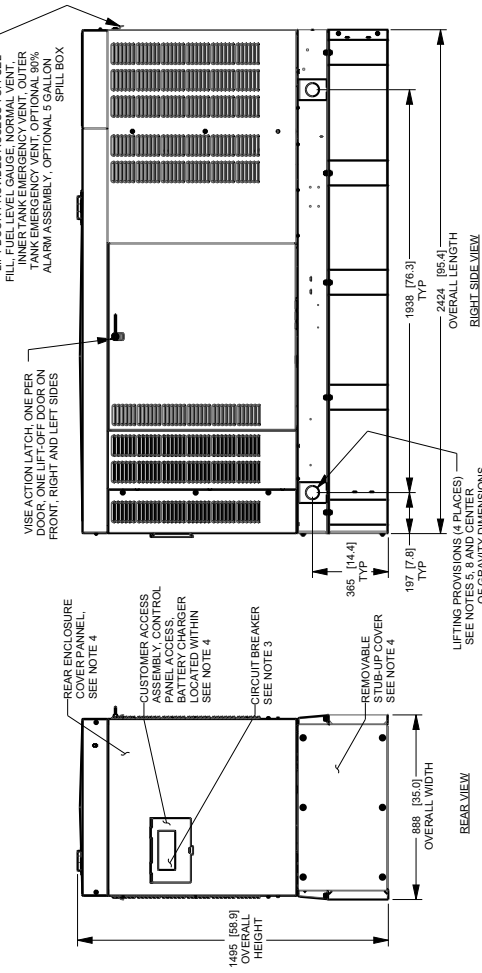 FILL, FUEL LEVEL GAUGE, NORMAL VENT,
INNER TANK EMERGENCY VENT, OUTER
TANK EMERGENCY VENT, OPTIONAL 90%
ALARM ASSEMBLY, OPTIONAL 5 GALLON
SPILL BOX
VISE ACTION LATCH, ONE PER
DOOR, ONE LIFT-OFF DOOR ON
FRONT, RIGHT AND LEFT SIDES
365 [14.4]
TYP
197 [7.8]
TYP
1938 [76.3]
TYP
2424 [95.4]
OVERALL LENGTH
RIGHT SIDE VIEW
LIFTING PROVISIONS (4 PLACES)
SEE NOTES 5, 8 AND CENTER
OF GRAVITY DIMENSIONS
REAR ENCLOSURE
COVER PANNEL,
SEE NOTE 4
CUSTOMER ACCESS
ASSEMBLY, CONTROL
PANEL ACCESS,
BATTERY CHARGER
LOCATED WITHIN
SEE NOTE 4
CIRCUIT BREAKER
SEE NOTE 3
REMOVABLE
STUB-UP COVER
SEE NOTE 4
1495 [58.9]
OVERALL
HEIGHT
888 [35.0]
OVERALL WIDTH
REAR VIEW